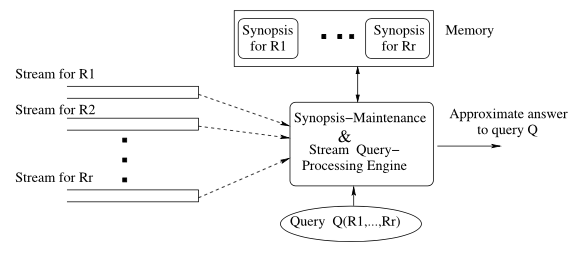 Synopsis
for R1
Synopsis
for Rr
Memory
Stream for R1
Stream for R2
Stream for Rr
Synopsis−Maintenance
&
Stream Query−
Processing Engine
Approximate answer
to query Q
Query Q(R1,...,Rr)